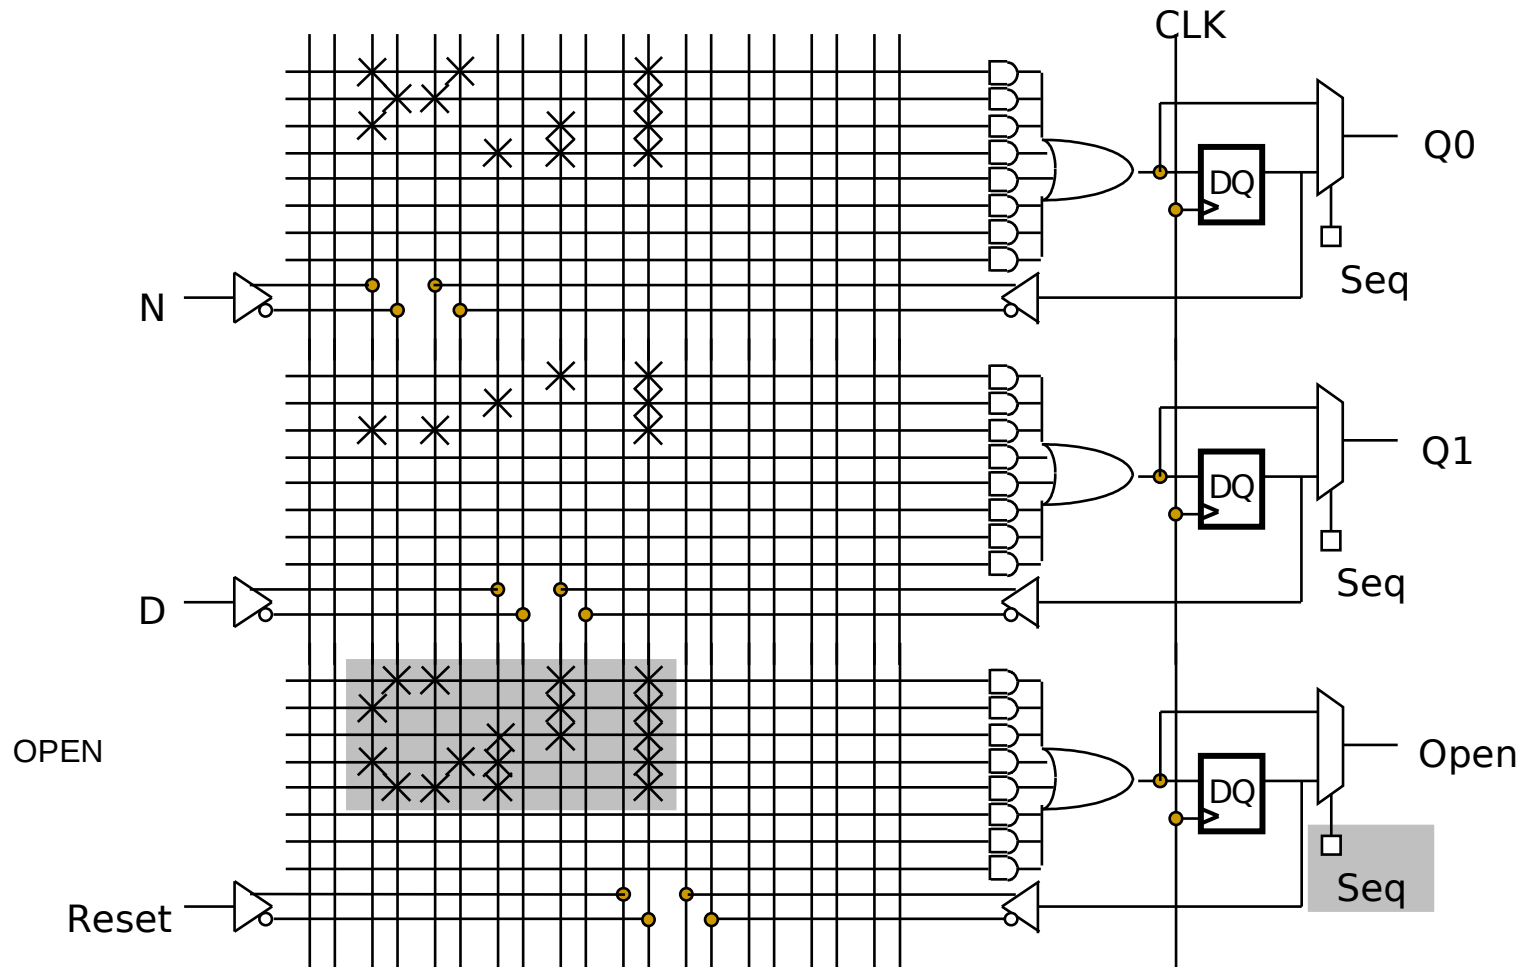 CLK
Q0
DQ
Seq
N
Q1
DQ
Seq
D
OPEN
Open
DQ
Seq
Reset